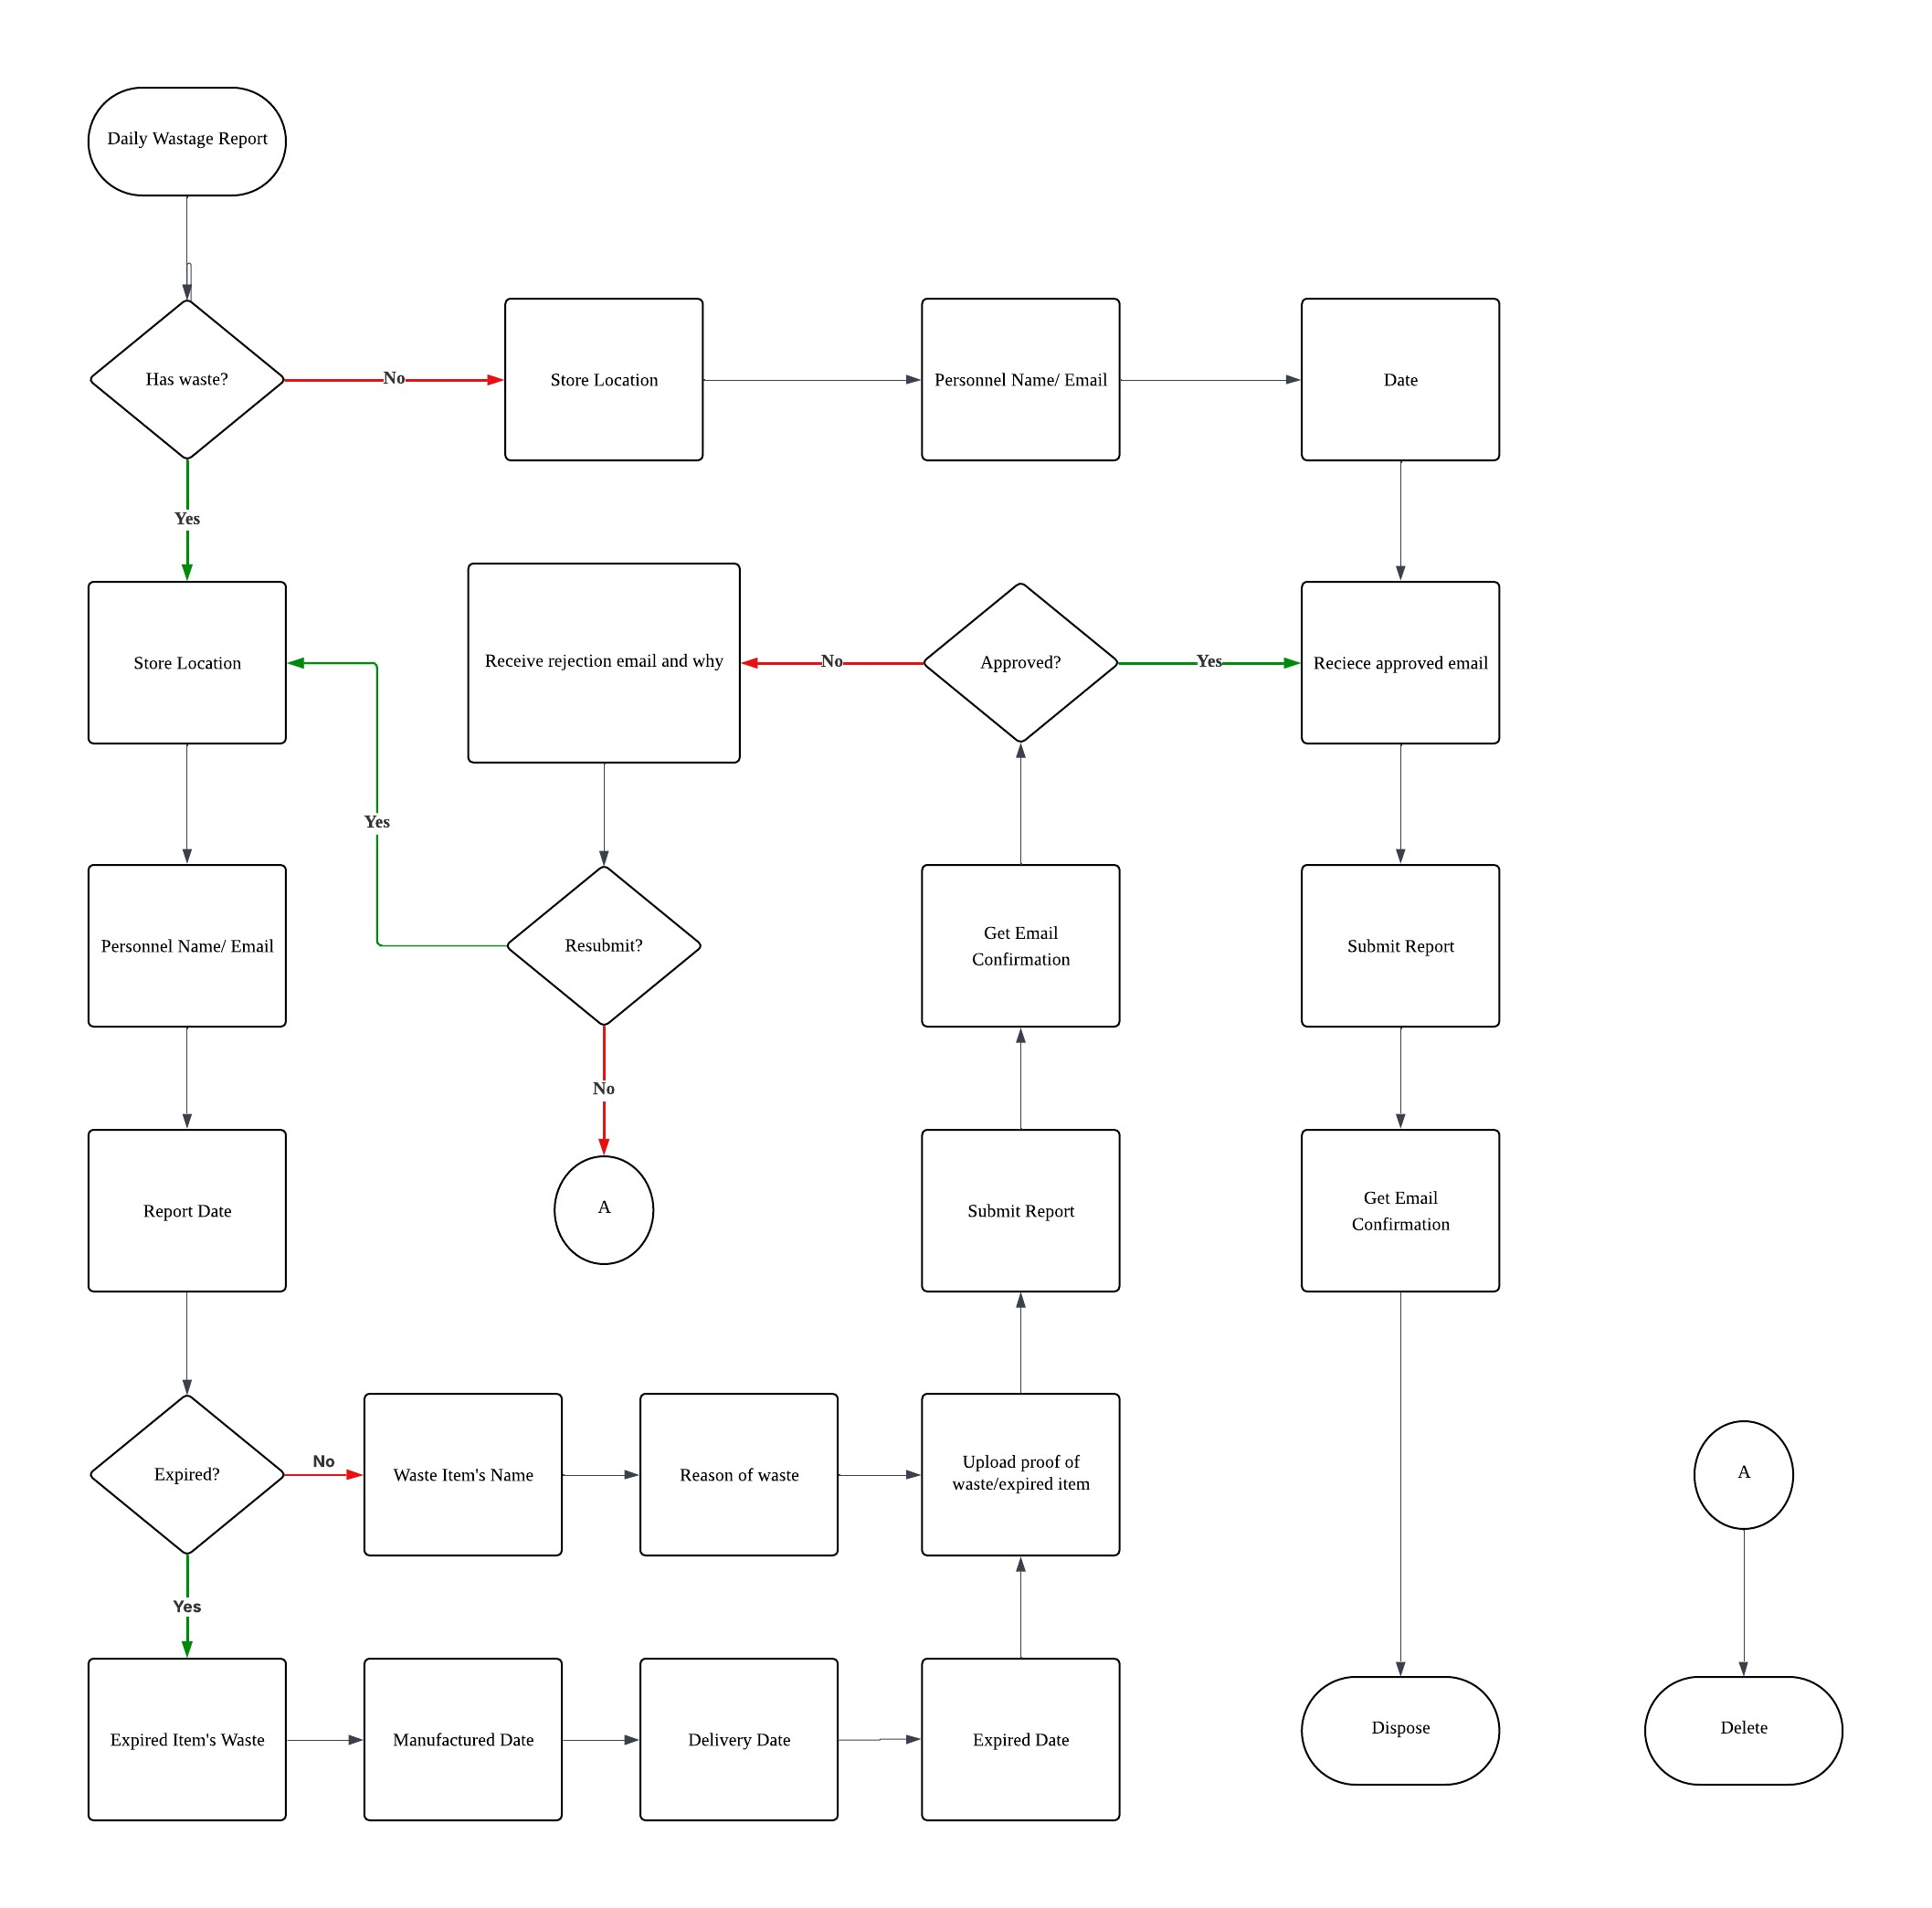 Daily Wastage Report
Has waste?
No
Store Location
Personnel Name/ Email
Date
Yes
Store Location
Receive rejection email and why
No
Approved?
Yes
Reciece approved email
Yes
Personnel Name/ Email
Resubmit?
Get Email
Confirmation
Submit Report
No
Report Date
A
Submit Report
Get Email
Confirmation
Expired?
No
Waste Item's Name
Reason of waste
Upload proof of
waste/expired item
A
Yes
Expired Item's Waste
Manufactured Date
Delivery Date
Expired Date
Dispose
Delete